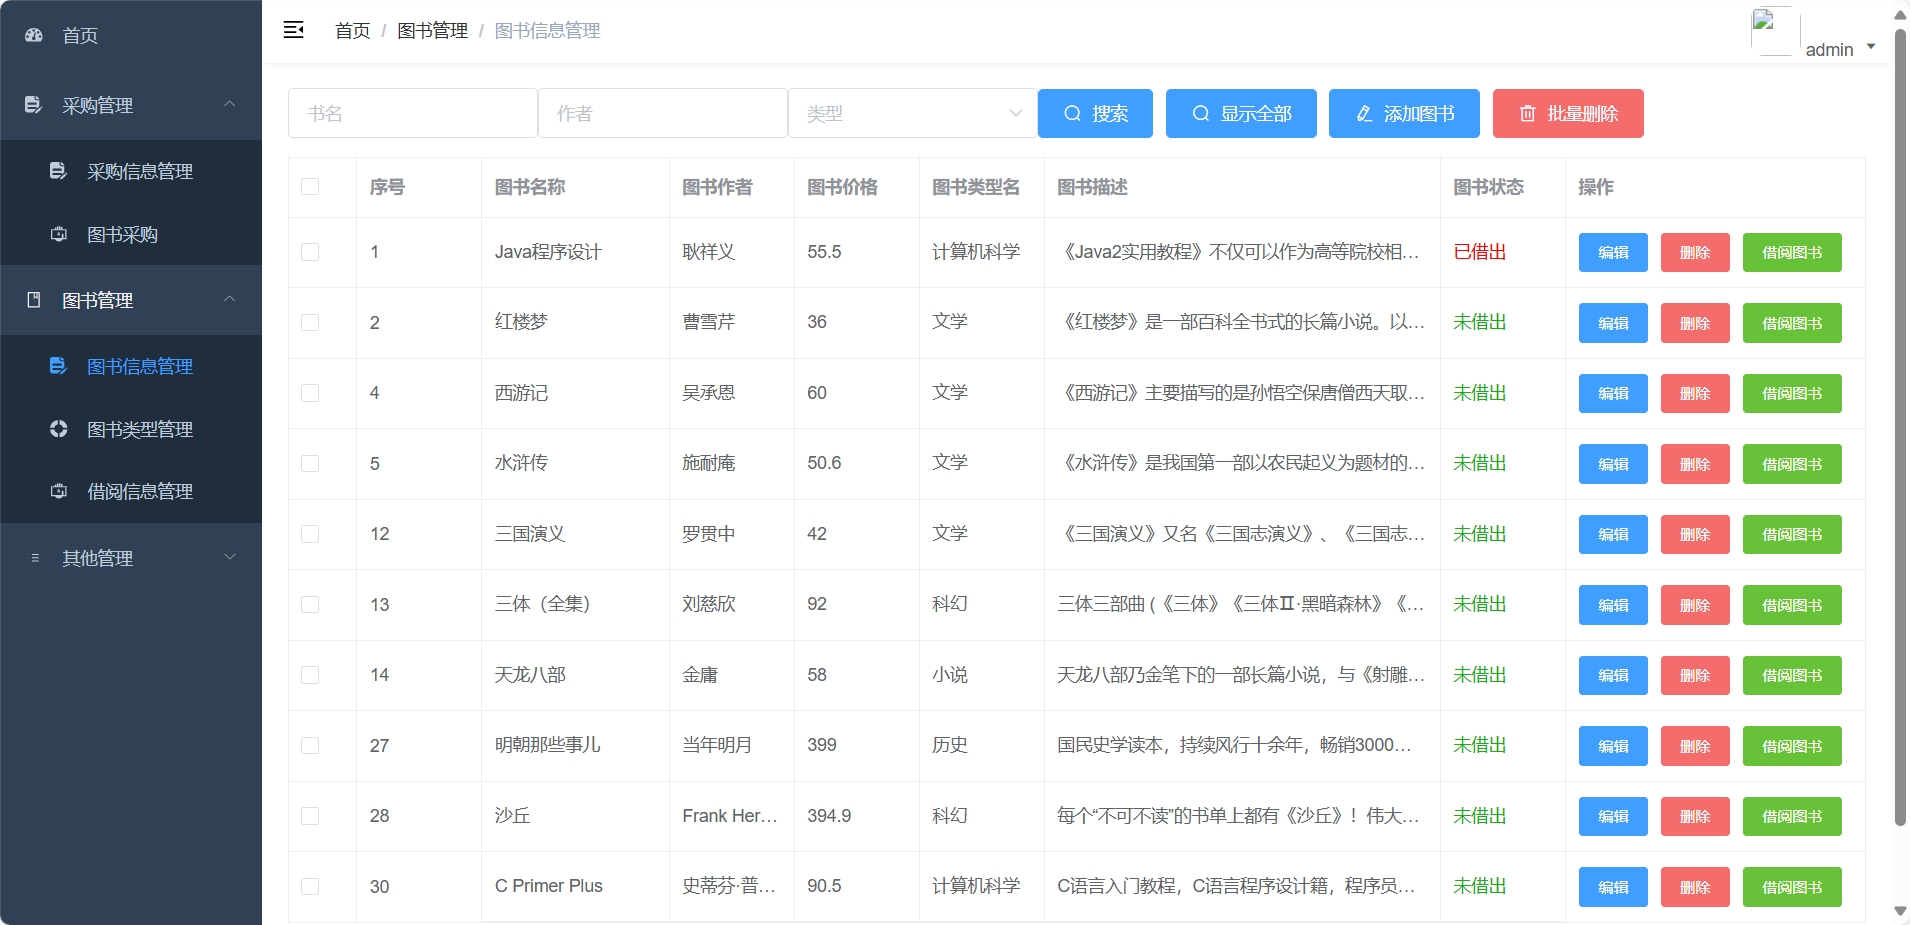 首页
采购管理
采购信息管理
图书采购
图书管理
图书信息管理
图书类型管理
借阅信息管理
其他管理
首页 / 图书管理 / 图书信息管理
admin
书名 作者 类型 搜索 显示全部 添加图书 批量删除
序号 图书名称 图书作者 图书价格 图书类型名 图书描述 图书状态 操作
1 Java程序设计 耿祥义 55.5 计算机科学 《Java2实用教程》不仅可以作为高等院校相... 已借出 编辑 删除 借阅图书
2 红楼梦 曹雪芹 36 文学 《红楼梦》是一部百科全书式的长篇小说。以... 未借出 编辑 删除 借阅图书
4 西游记 吴承恩 60 文学 《西游记》主要描写的是孙悟空保唐僧西天取... 未借出 编辑 删除 借阅图书
5 水浒传 施耐庵 50.6 文学 《水浒传》是我国第一部以农民起义为题材的... 未借出 编辑 删除 借阅图书
12 三国演义 罗贯中 42 文学 《三国演义》又名《三国志演义》、《三国志... 未借出 编辑 删除 借阅图书
13 三体（全集） 刘慈欣 92 科幻 三体三部曲 (《三体》《三体Ⅱ·黑暗森林》《... 未借出 编辑 删除 借阅图书
14 天龙八部 金庸 58 小说 天龙八部乃金笔下的一部长篇小说，与《射雕... 未借出 编辑 删除 借阅图书
27 明朝那些事儿 当年明月 399 历史 国民史学读本，持续风行十余年，畅销3000... 未借出 编辑 删除 借阅图书
28 沙丘 Frank Her... 394.9 科幻 每个“不可不读”的书单上都有《沙丘》！伟大... 未借出 编辑 删除 借阅图书
30 C Primer Plus 史蒂芬·普... 90.5 计算机科学 C语言入门教程，C语言程序设计籍，程序员... 未借出 编辑 删除 借阅图书